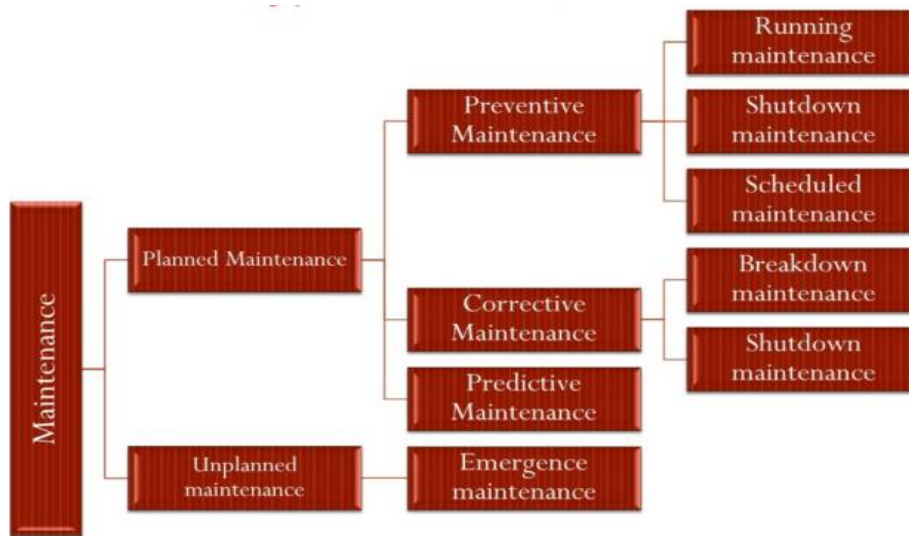 Maintenance
Planned Maintenance
Unplanned
maintenance
Preventive
Maintenance
Corrective
Maintenance
Predictive
Maintenance
Emergence
maintenance
Running
maintenance
Shutdown
maintenance
Scheduled
maintenance
Breakdown
maintenance
Shutdown
maintenance